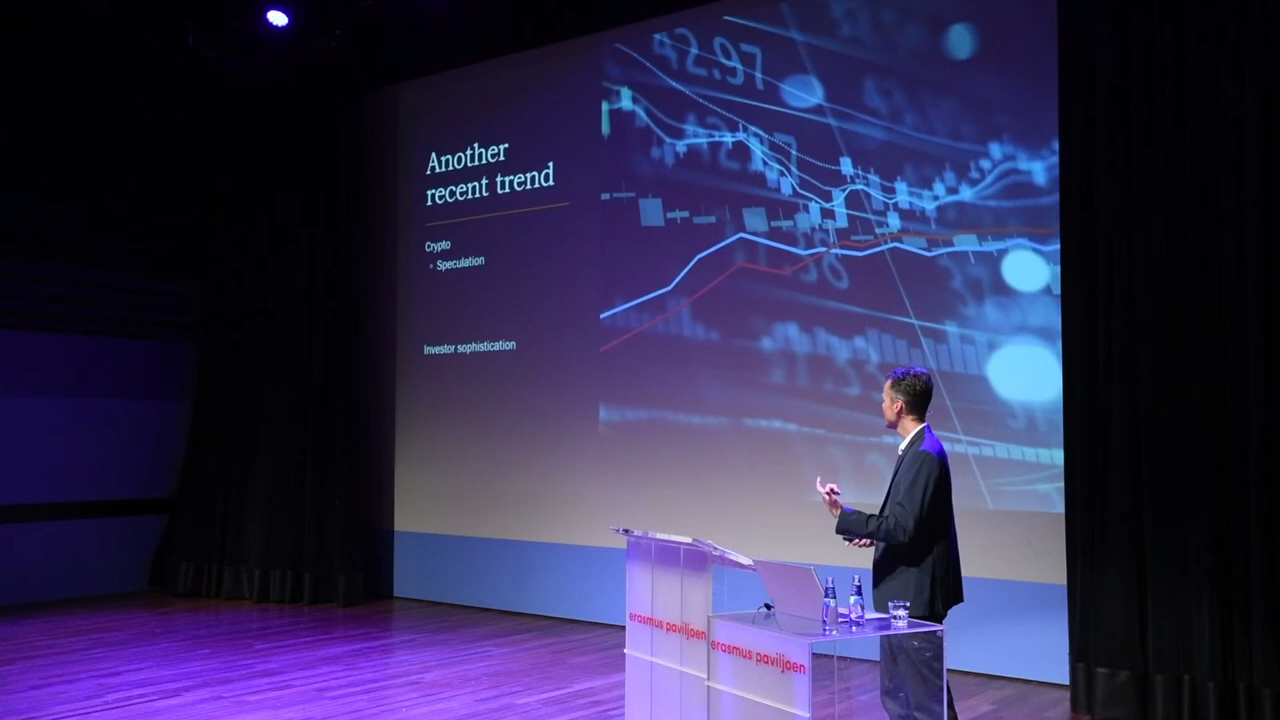 Another
recent trend
Crypto
Speculation
Investor sophistication
42.97
erasmus paviljoen
erasmus paviljoen